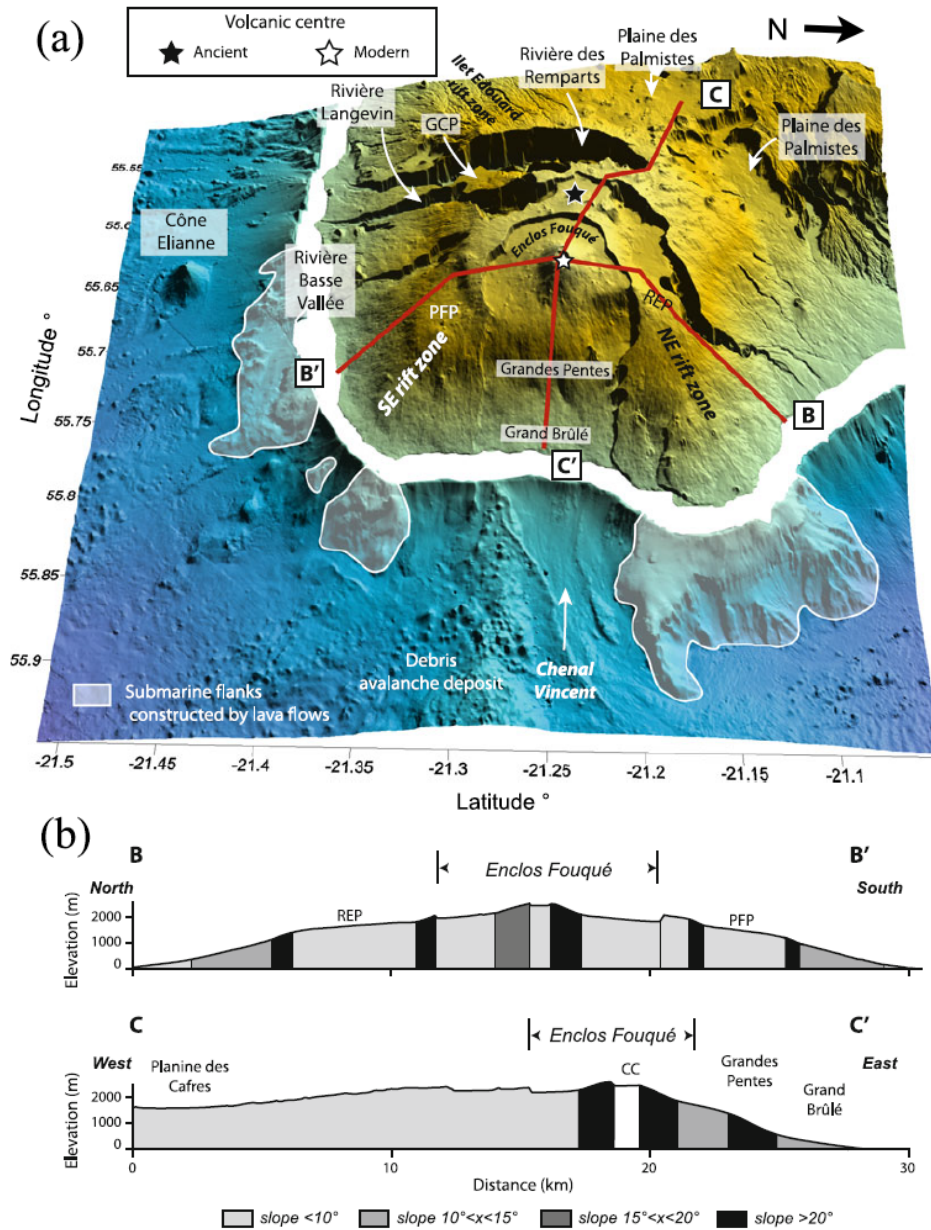 (a)
Volcanic centre
Ancient
Modern
N
Plaine des
Palmistes
Rivière des
Remparts
Ilet Edouard
rift zone
Rivière
Langevin
GCP
C
Plaine des
Palmistes
Cône
Elianne
Enclos Fouqué
Rivière
Basse
Vallée
PFP
REP
SE rift zone
NE rift zone
Grandes Pentes
B'
B
Grand Brûlé
C'
Debris
avalanche deposit
Chenal
Vincent
Submarine flanks
constructed by lava flows
Longitude °
55.65
55.7
55.75
55.8
55.85
55.9
-21.5
-21.45
-21.4
-21.35
-21.3
-21.25
-21.2
-21.15
-21.1
Latitude °
(b)
B
B'
Enclos Fouqué
North
South
Elevation (m)
2000
1000
0
REP
PFP
C
C'
Enclos Fouqué
West
East
Planine des
Cafres
CC
Grandes
Pentes
Grand
Brûlé
Elevation (m)
2000
1000
0
0
10
20
30
Distance (km)
slope <10°
slope 10°<x<15°
slope 15°<x<20°
slope >20°